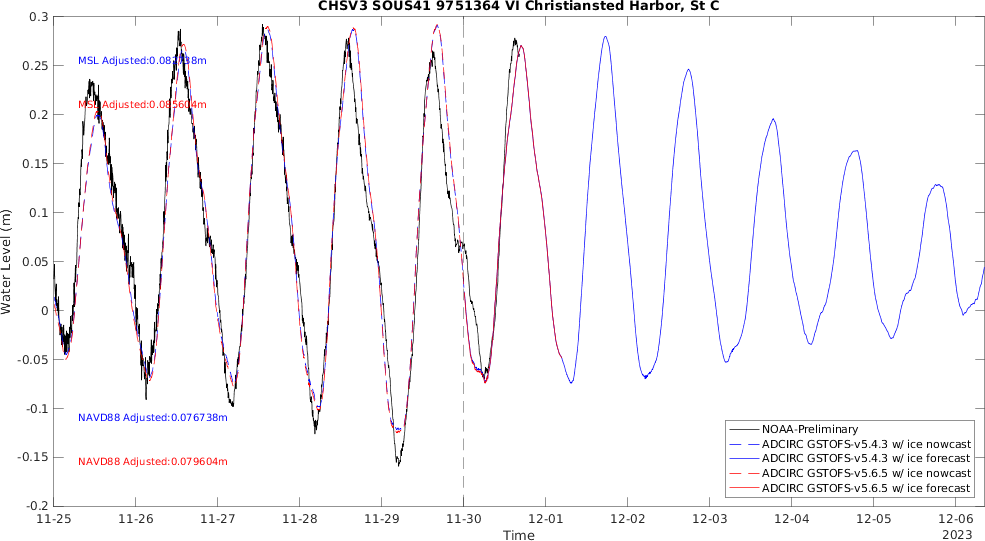 CHSV3 SOUS41 9751364 VI Christiansted Harbor, St C
0.3
0.25
0.2
0.15
0.1
0.05
0
-0.05
-0.1
-0.15
-0.2
Water Level (m)
MSL Adjusted:
MSL Adjusted:0.085604m
NAVD88 Adjusted:0.076738m
NAVD88 Adjusted:0.079604m
NOAA-Preliminary
ADCIRC GSTOFS-v5.4.3 w/ ice nowcast
ADCIRC GSTOFS-v5.4.3 w/ ice forecast
ADCIRC GSTOFS-v5.6.5 w/ ice nowcast
ADCIRC GSTOFS-v5.6.5 w/ ice forecast
11-25 11-26 11-27 11-28 11-29 11-30 12-01 12-02 12-03 12-04 12-05 12-06
2023
Time